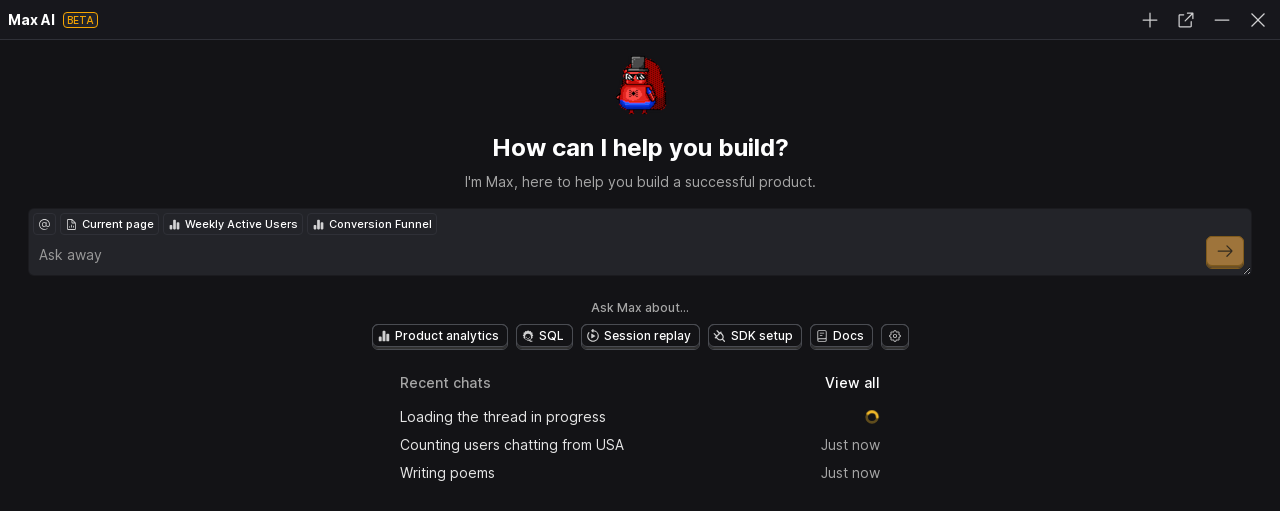 Max AI BETA
How can I help you build?
I'm Max, here to help you build a successful product.
@ Current page Weekly Active Users Conversion Funnel
Ask away
Ask Max about...
Product analytics SQL Session replay SDK setup Docs
Recent chats View all
Loading the thread in progress
Counting users chatting from USA Just now
Writing poems Just now